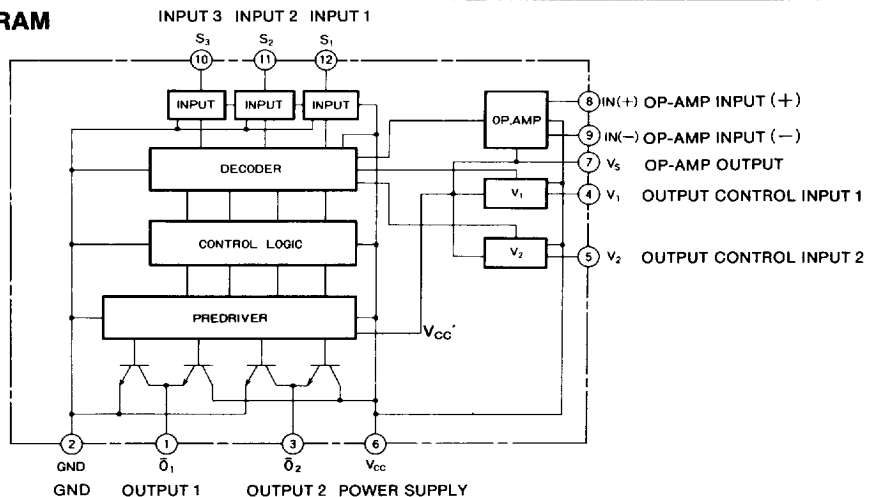 RAM
INPUT 3 INPUT 2 INPUT 1
S₃ S₂ S₁
10 11 12
INPUT INPUT INPUT
OP.AMP
8 IN(+) OP-AMP INPUT (+)
9 IN(−) OP-AMP INPUT (−)
7 Vs OP-AMP OUTPUT
DECODER
V₁ 4 V₁ OUTPUT CONTROL INPUT 1
CONTROL LOGIC
V₂ 5 V₂ OUTPUT CONTROL INPUT 2
PREDRIVER
Vcc′
2 1 3 6
GND Ō₁ Ō₂ Vcc
GND OUTPUT 1 OUTPUT 2 POWER SUPPLY